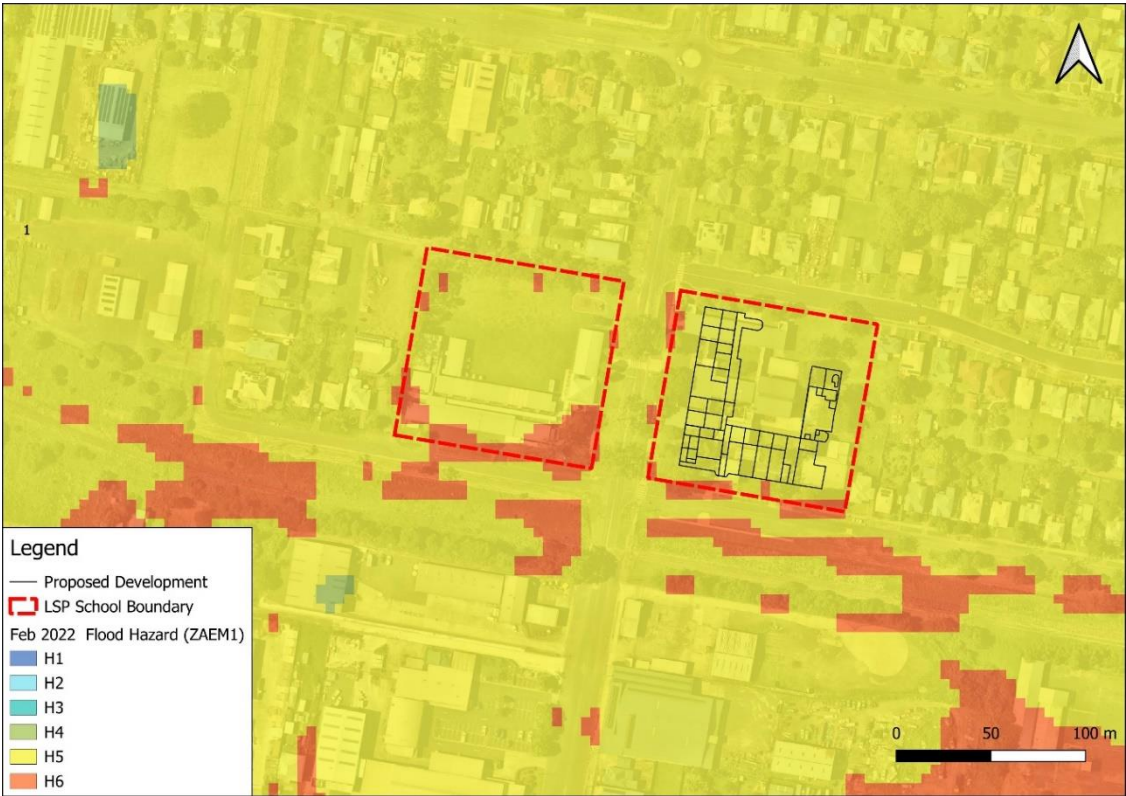 1
Legend
Proposed Development
LSP School Boundary
Feb 2022 Flood Hazard (ZAEM1)
H1
H2
H3
H4
H5
H6
0 50 100 m